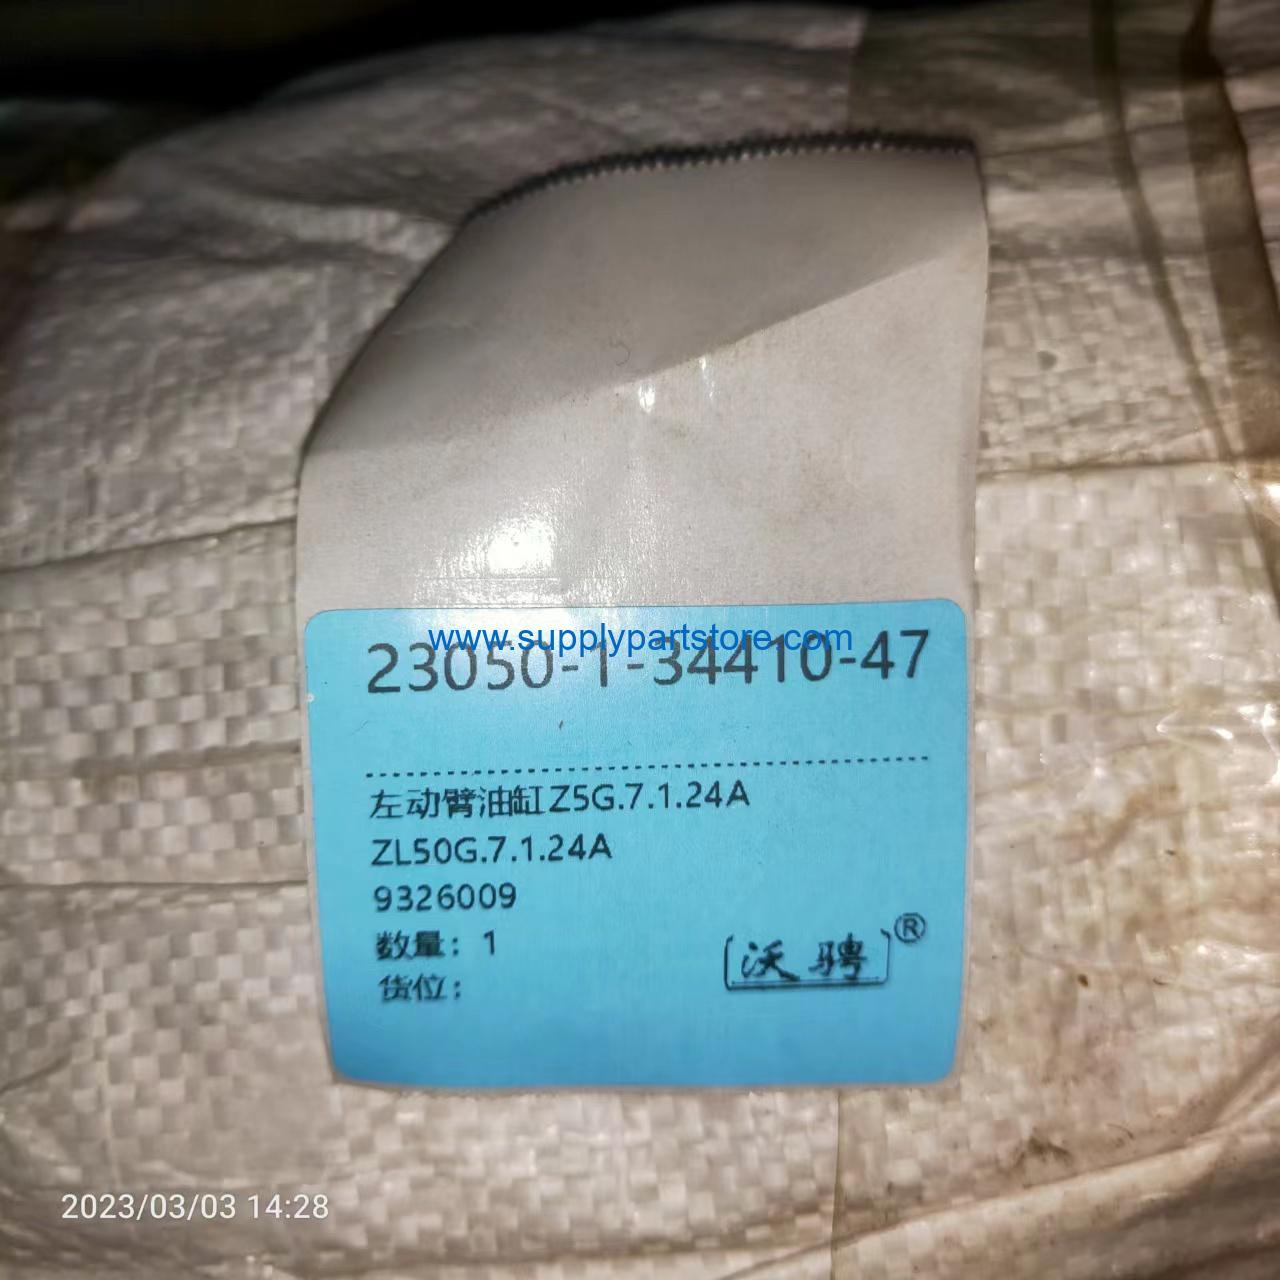 www.supplypartstore.com
23050-1-34410-47
左动臂油缸Z5G.7.1.24A
ZL50G.7.1.24A
9326009
数量：1
货位：
沃骋®
2023/03/03 14:28